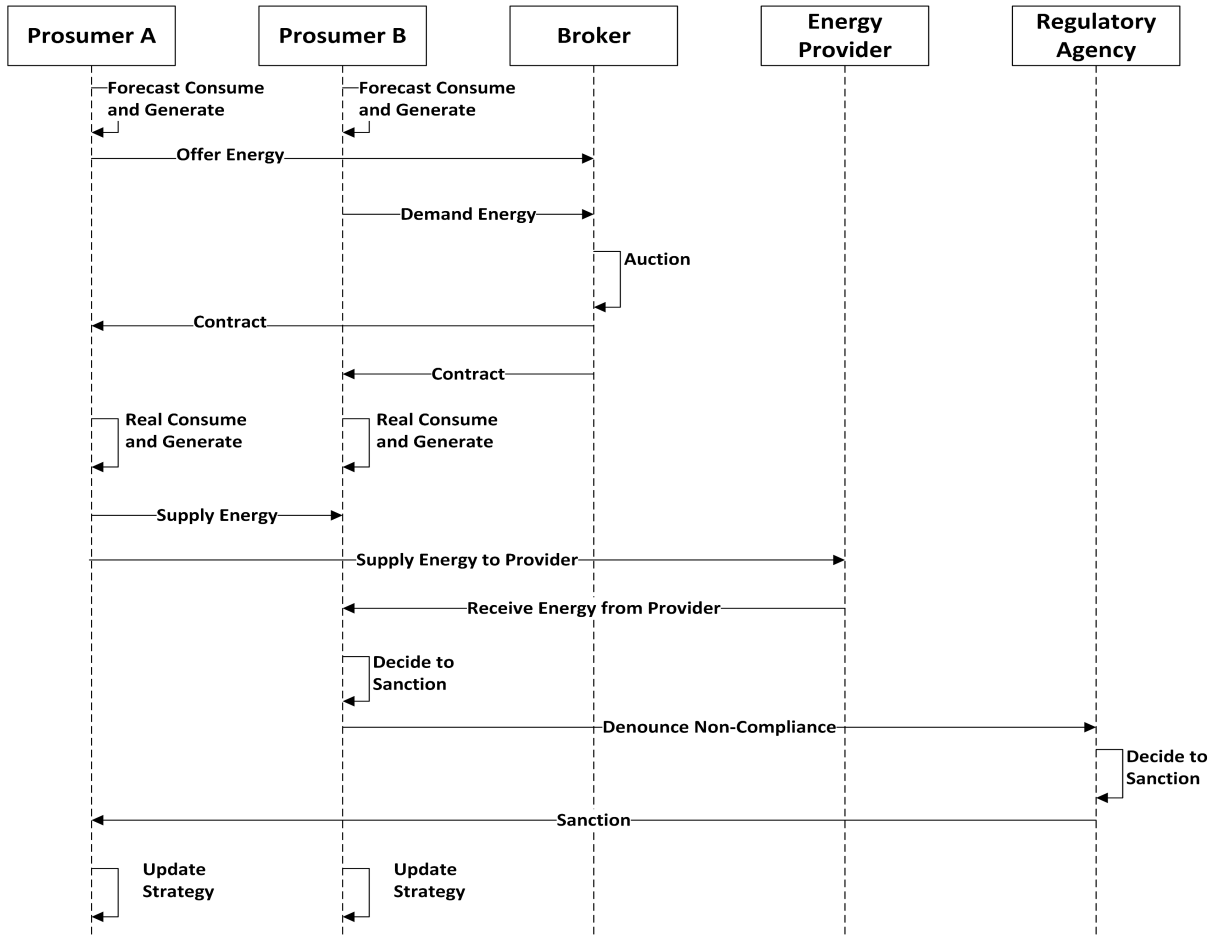 Prosumer A
Prosumer B
Broker
Energy
Provider
Regulatory
Agency
Forecast Consume
and Generate
Forecast Consume
and Generate
Offer Energy
Demand Energy
Auction
Contract
Contract
Real Consume
and Generate
Real Consume
and Generate
Supply Energy
Supply Energy to Provider
Receive Energy from Provider
Decide to
Sanction
Denounce Non-Compliance
Decide to
Sanction
Sanction
Update
Strategy
Update
Strategy